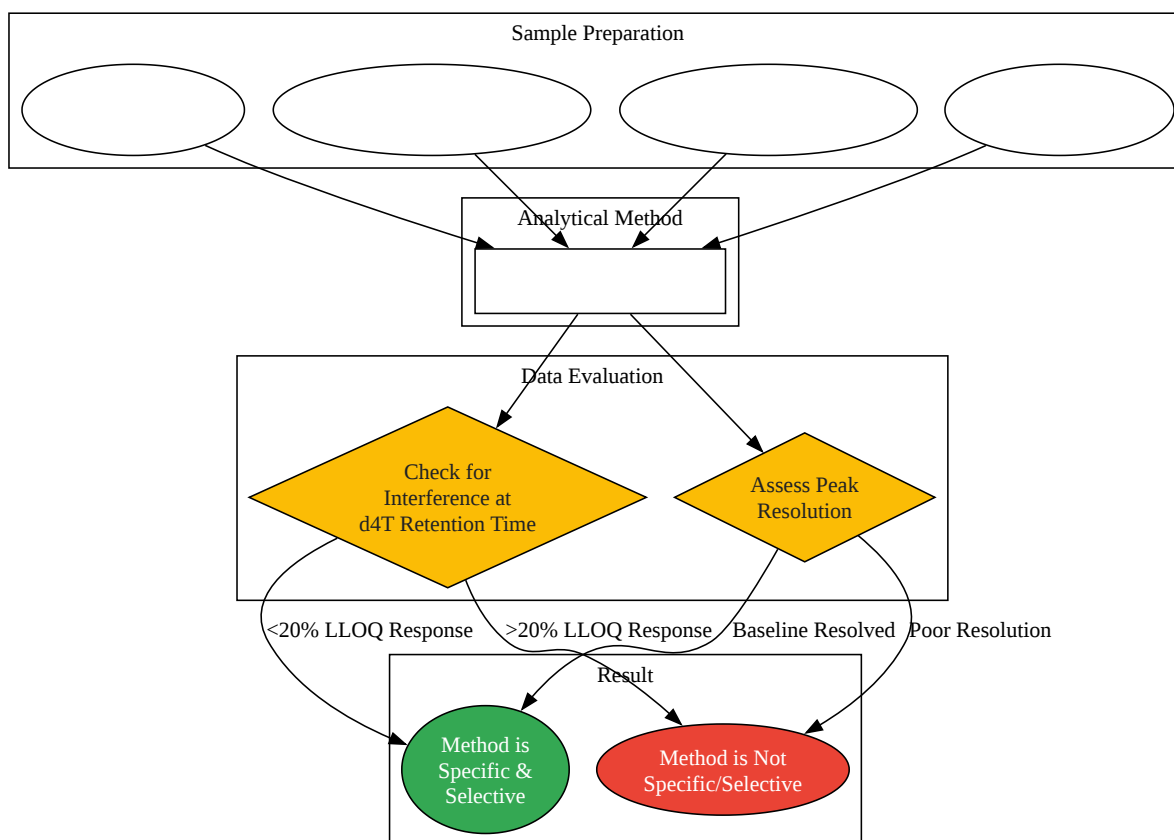 Sample Preparation
Analytical Method
Data Evaluation
Check for
Interference at
d4T Retention Time
Assess Peak
Resolution
<20% LLOQ Response
>20% LLOQ Response
Baseline Resolved
Poor Resolution
Result
Method is
Specific &
Selective
Method is Not
Specific/Selective